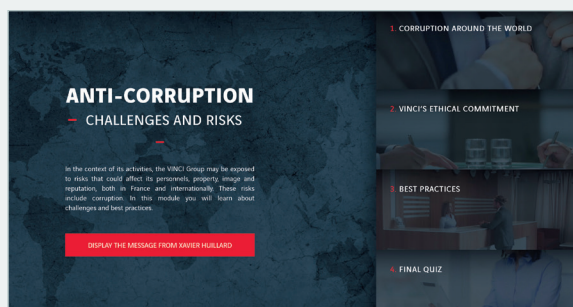 ANTI-CORRUPTION
CHALLENGES AND RISKS
In the context of its activities, the VINCI Group may be exposed
to risks that could affect its personnels, property, image and
reputation, both in France and internationally. These risks
include corruption. In this module you will learn about
challenges and best practices.
DISPLAY THE MESSAGE FROM XAVIER HUILLARD
1. CORRUPTION AROUND THE WORLD
2. VINCI'S ETHICAL COMMITMENT
3. BEST PRACTICES
4. FINAL QUIZ